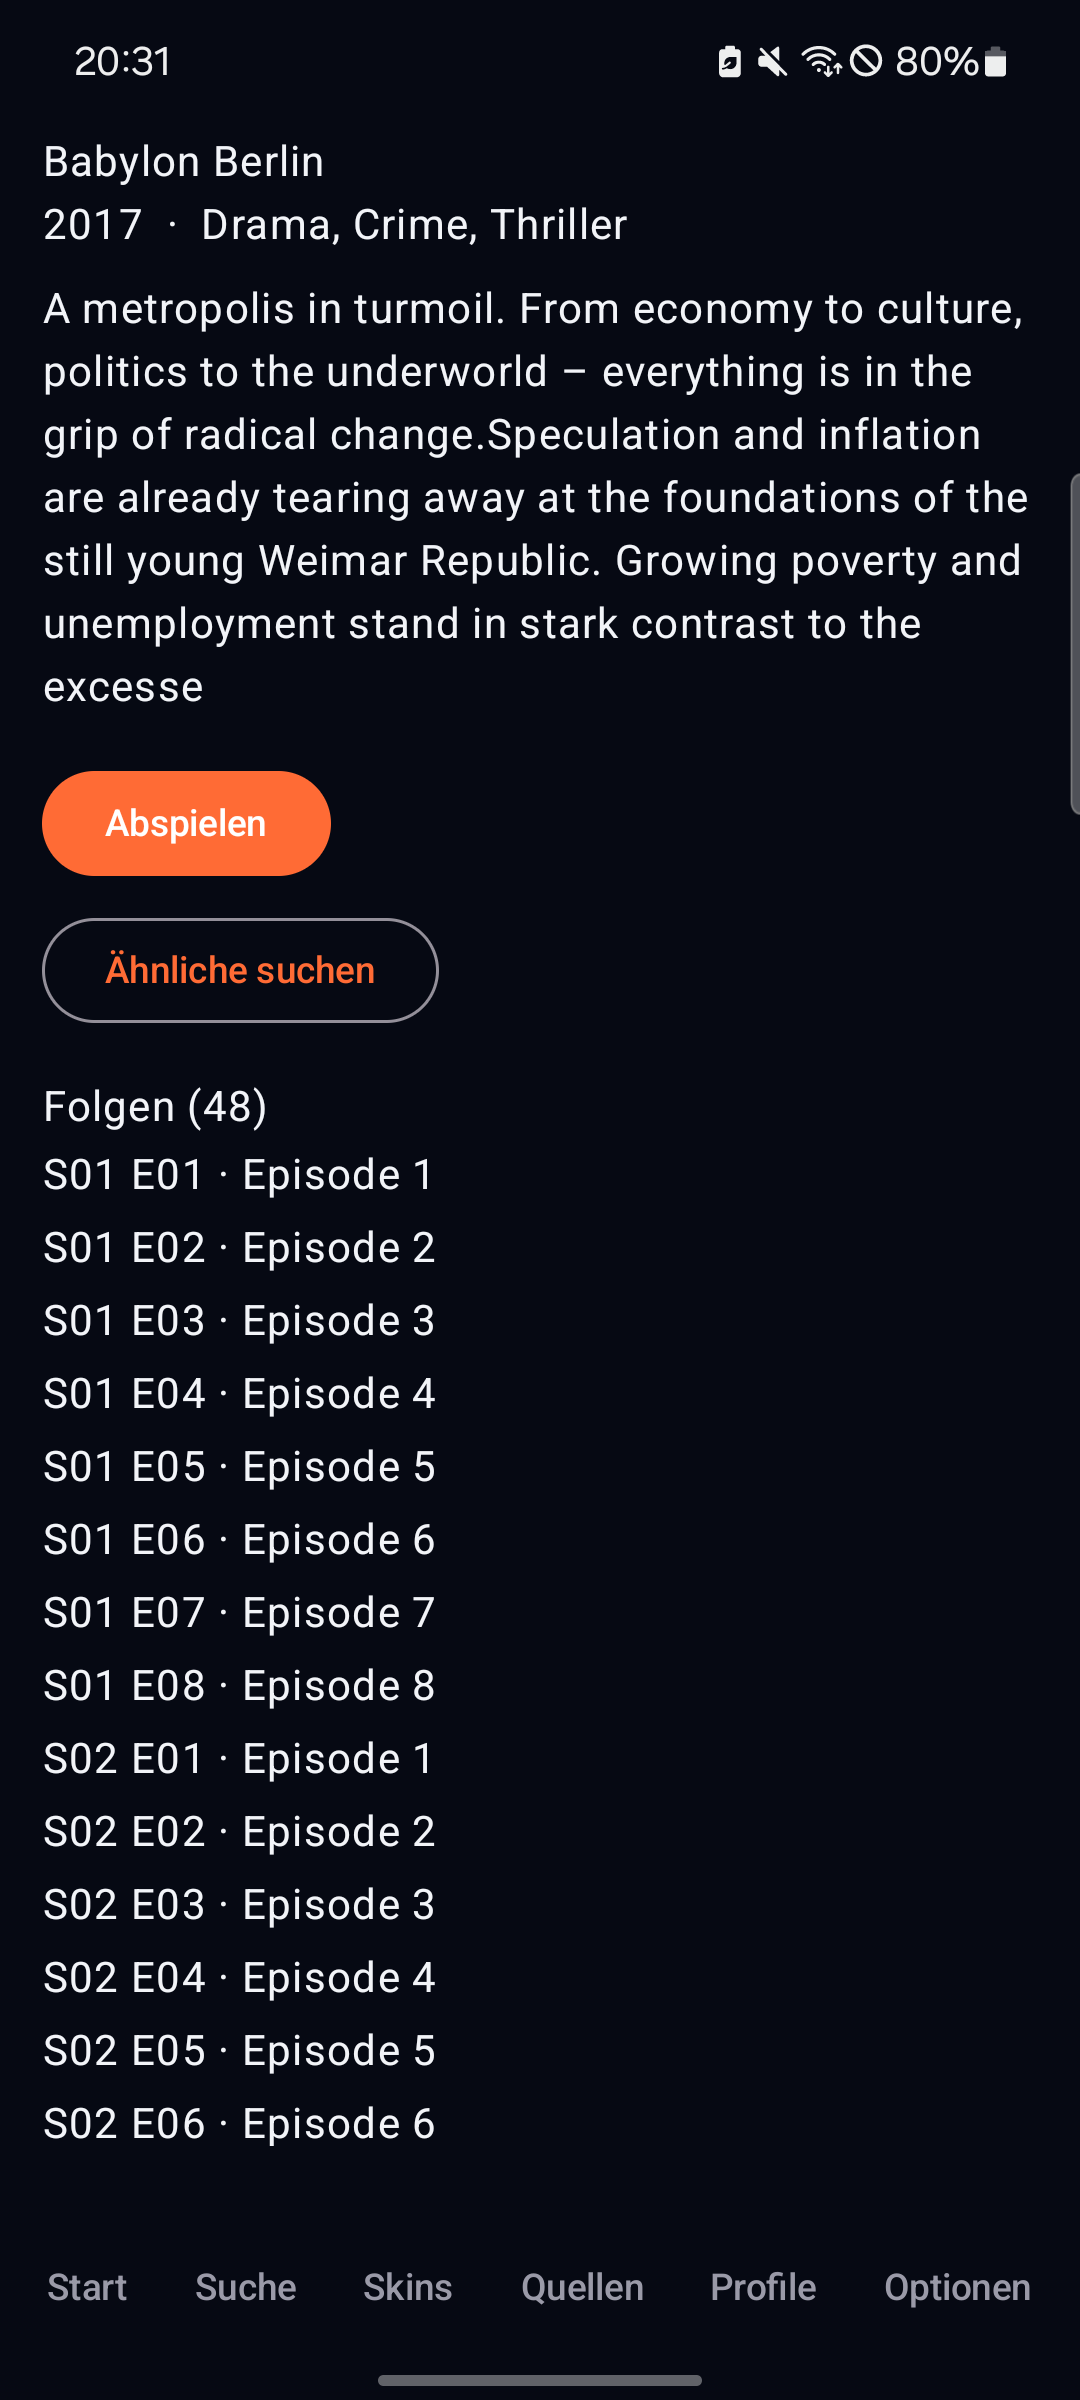 20:31
80%
Babylon Berlin
2017 · Drama, Crime, Thriller
A metropolis in turmoil. From economy to culture,
politics to the underworld – everything is in the
grip of radical change.Speculation and inflation
are already tearing away at the foundations of the
still young Weimar Republic. Growing poverty and
unemployment stand in stark contrast to the
excesse
Abspielen
Ähnliche suchen
Folgen (48)
S01 E01 · Episode 1
S01 E02 · Episode 2
S01 E03 · Episode 3
S01 E04 · Episode 4
S01 E05 · Episode 5
S01 E06 · Episode 6
S01 E07 · Episode 7
S01 E08 · Episode 8
S02 E01 · Episode 1
S02 E02 · Episode 2
S02 E03 · Episode 3
S02 E04 · Episode 4
S02 E05 · Episode 5
S02 E06 · Episode 6
Start Suche Skins Quellen Profile Optionen